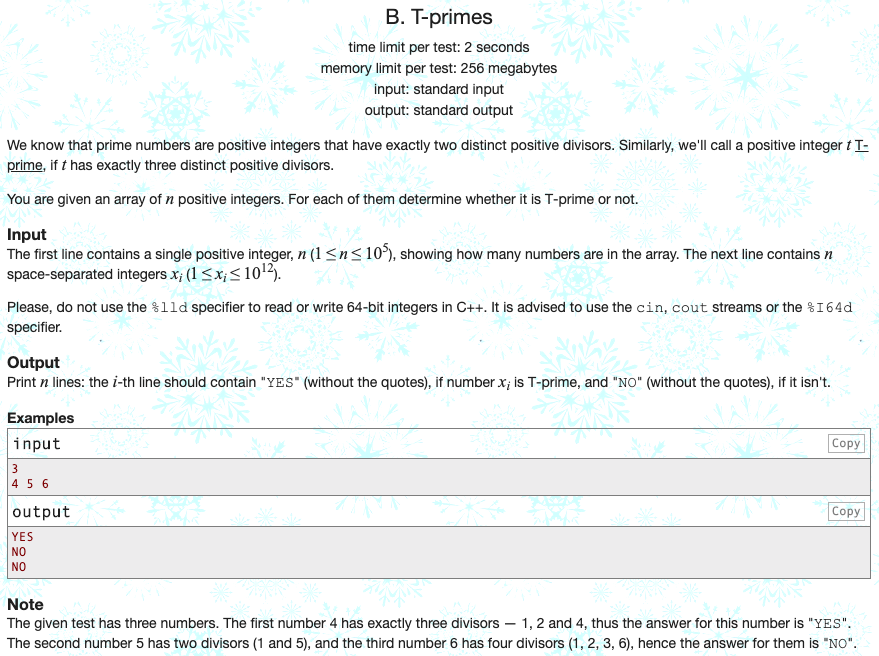 B. T-primes
time limit per test: 2 seconds
memory limit per test: 256 megabytes
input: standard input
output: standard output
We know that prime numbers are positive integers that have exactly two distinct positive divisors. Similarly, we'll call a positive integer t T-
prime, if t has exactly three distinct positive divisors.
You are given an array of n positive integers. For each of them determine whether it is T-prime or not.
Input
The first line contains a single positive integer, n (1 ≤ n ≤ 10⁵), showing how many numbers are in the array. The next line contains n
space-separated integers xᵢ (1 ≤ xᵢ ≤ 10¹²).
Please, do not use the %lld specifier to read or write 64-bit integers in C++. It is advised to use the cin, cout streams or the %I64d
specifier.
Output
Print n lines: the i-th line should contain "YES" (without the quotes), if number xᵢ is T-prime, and "NO" (without the quotes), if it isn't.
Examples
input Copy
3
4 5 6
output Copy
YES
NO
NO
Note
The given test has three numbers. The first number 4 has exactly three divisors — 1, 2 and 4, thus the answer for this number is "YES".
The second number 5 has two divisors (1 and 5), and the third number 6 has four divisors (1, 2, 3, 6), hence the answer for them is "NO".